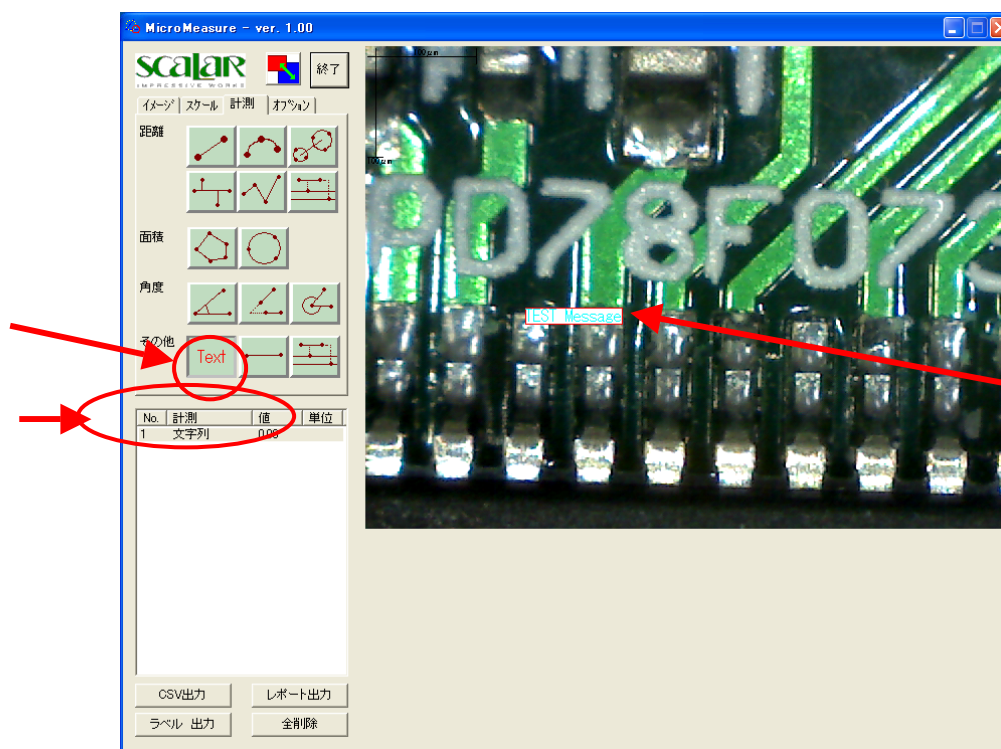 MicroMeasure - ver. 1.00
SCALAR
IMPRESSIVE WORKS
終了
イメージ スケール 計測 オプション
距離
面積
角度
その他
Text
No. 計測 値 単位
1 文字列 0.00
CSV出力 レポート出力
ラベル 出力 全削除
100μm
100μm
PD78F073
TEST Message